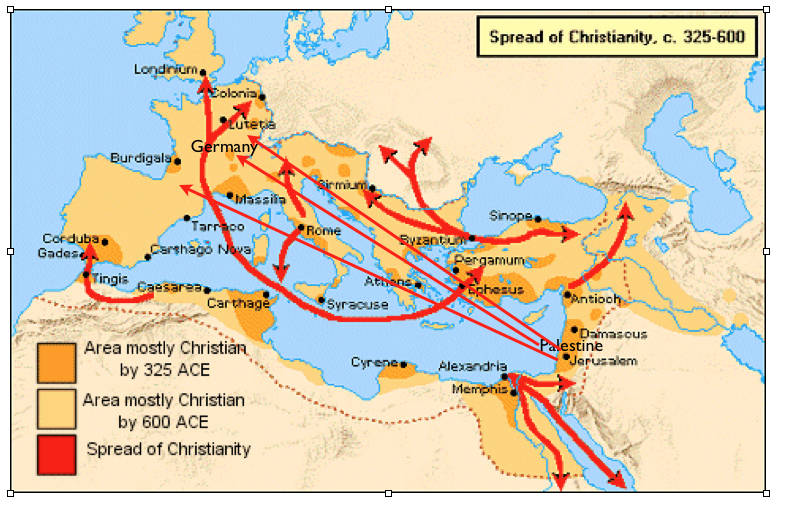 Spread of Christianity, c. 325-600
Londinium
Colonia
Lutetia
Germany
Burdigala
Sirmium
Massilia
Sinope
Tarraco
Rome
Corduba
Byzantium
Gades
Carthago Nova
Pergamum
Tingis
Caesarea
Athens
Ephesus
Carthage
Syracuse
Antioch
Damascus
Palestine
Jerusalem
Cyrene
Alexandria
Memphis
Area mostly Christian
by 325 ACE
Area mostly Christian
by 600 ACE
Spread of Christianity